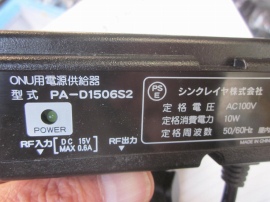 ONU用電源供給器
型式 PA-D1506S2
POWER
RF入力 [DC 15V MAX 0.6A] RF出力
PS
E
シンクレイヤ株式会社
定格電圧 AC100V
定格消費電力 10W
定格周波数 50/60Hz
MADE IN CHINA